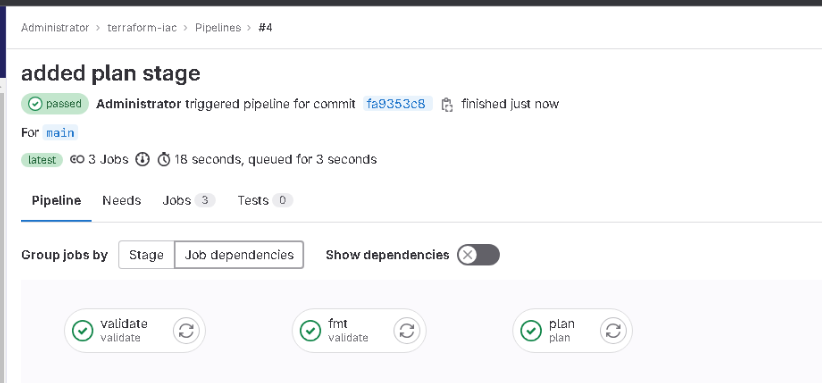 Administrator > terraform-iac > Pipelines > #4
added plan stage
passed Administrator triggered pipeline for commit fa9353c8 finished just now
For main
latest 3 Jobs 18 seconds, queued for 3 seconds
Pipeline Needs Jobs 3 Tests 0
Group jobs by Stage Job dependencies Show dependencies
validate fmt plan
validate validate plan